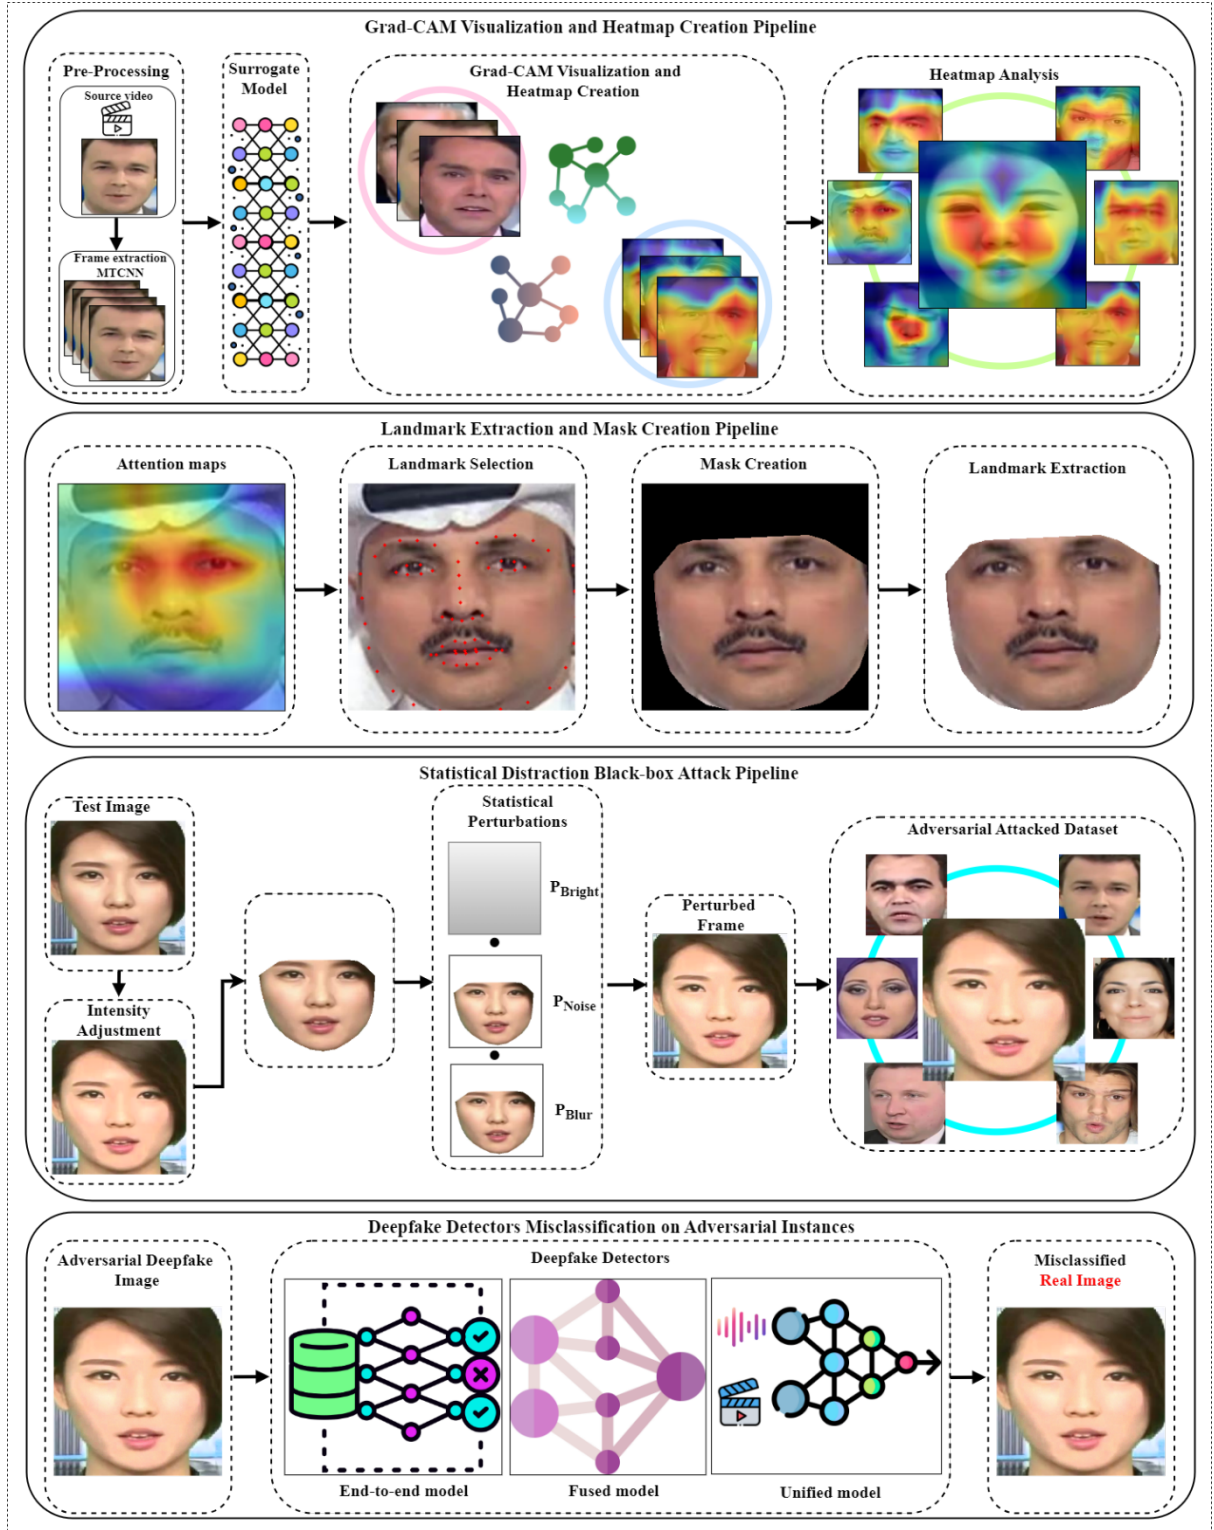 Grad-CAM Visualization and Heatmap Creation Pipeline
Pre-Processing
Source video
Frame extraction
MTCNN
Surrogate
Model
Grad-CAM Visualization and
Heatmap Creation
Heatmap Analysis
Landmark Extraction and Mask Creation Pipeline
Attention maps
Landmark Selection
Mask Creation
Landmark Extraction
Statistical Distraction Black-box Attack Pipeline
Test Image
Intensity
Adjustment
Statistical
Perturbations
PBright
PNoise
PBlur
Perturbed
Frame
Adversarial Attacked Dataset
Deepfake Detectors Misclassification on Adversarial Instances
Adversarial Deepfake
Image
Deepfake Detectors
End-to-end model
Fused model
Unified model
Misclassified
Real Image